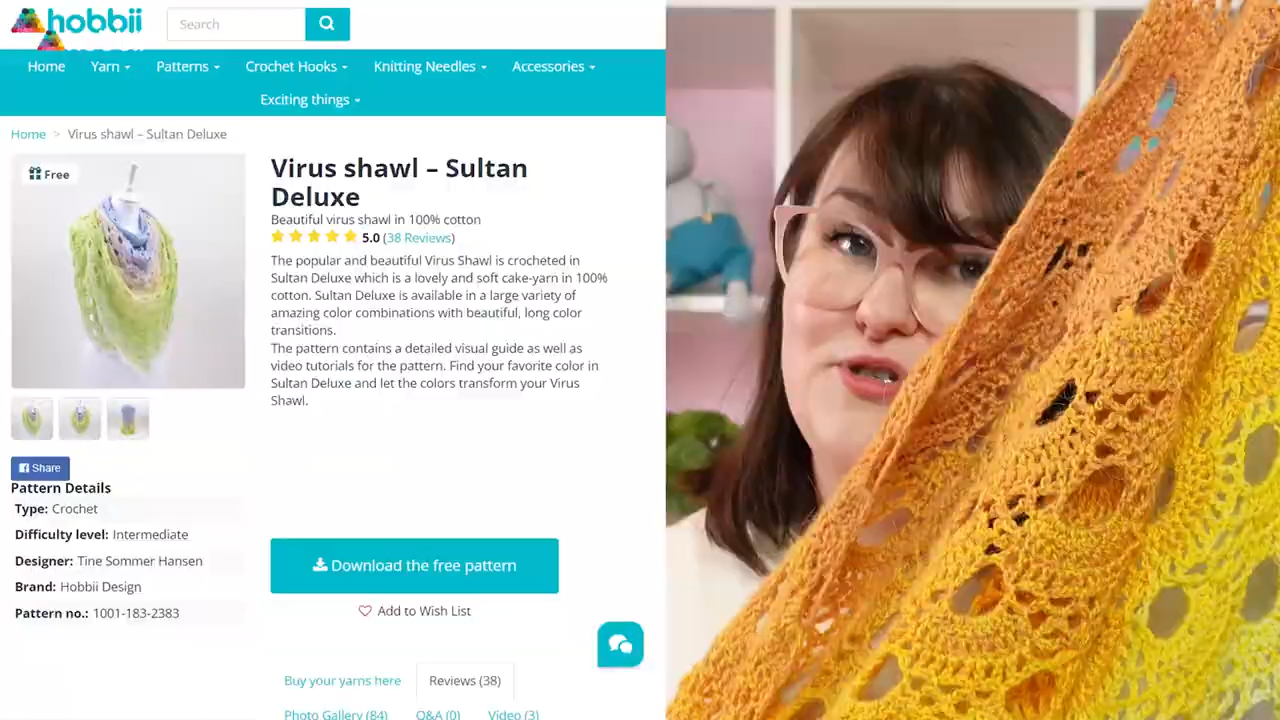 hobbii
Search
Home
Yarn
Patterns
Crochet Hooks
Knitting Needles
Accessories
Exciting things
Home > Virus shawl – Sultan Deluxe
Free
Virus shawl – Sultan
Deluxe
Beautiful virus shawl in 100% cotton
5.0 (38 Reviews)
The popular and beautiful Virus Shawl is crocheted in
Sultan Deluxe which is a lovely and soft cake-yarn in 100%
cotton. Sultan Deluxe is available in a large variety of
amazing color combinations with beautiful, long color
transitions.
The pattern contains a detailed visual guide as well as
video tutorials for the pattern. Find your favorite color in
Sultan Deluxe and let the colors transform your Virus
Shawl.
Share
Pattern Details
Type: Crochet
Difficulty level: Intermediate
Designer: Tine Sommer Hansen
Brand: Hobbii Design
Pattern no.: 1001-183-2383
Download the free pattern
Add to Wish List
Buy your yarns here
Reviews (38)
Photo Gallery (84)
Q&A (0)
Video (3)